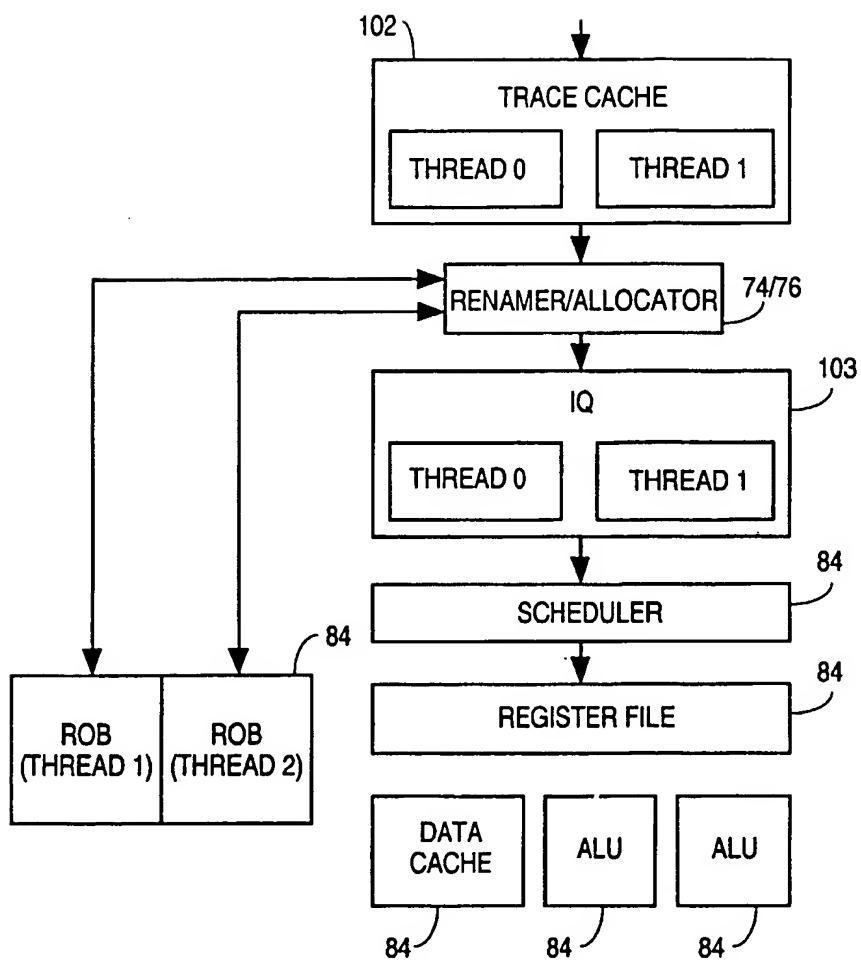 102
TRACE CACHE
THREAD 0
THREAD 1
RENAMER/ALLOCATOR
74/76
103
IQ
THREAD 0
THREAD 1
84
SCHEDULER
84
84
REGISTER FILE
ROB
(THREAD 1)
ROB
(THREAD 2)
DATA
CACHE
ALU
ALU
84
84
84